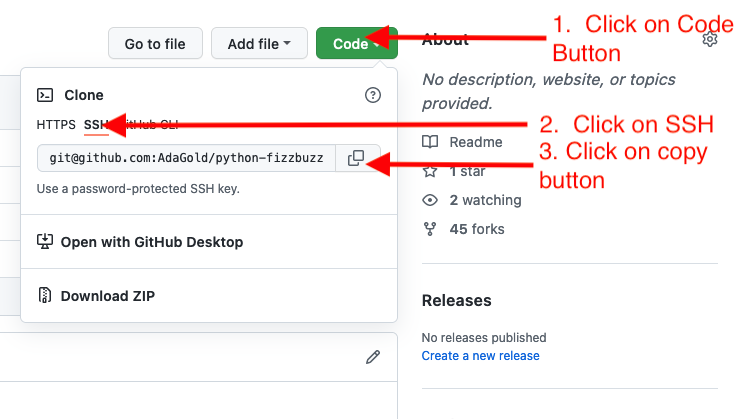 Go to file
Add file
Code
About
1. Click on Code
Button
No description, website, or topics
provided.
Clone
HTTPS SSH GitHub CLI
2. Click on SSH
git@github.com:AdaGold/python-fizzbuzz
3. Click on copy
button
Readme
1 star
2 watching
45 forks
Use a password-protected SSH key.
Open with GitHub Desktop
Download ZIP
Releases
No releases published
Create a new release